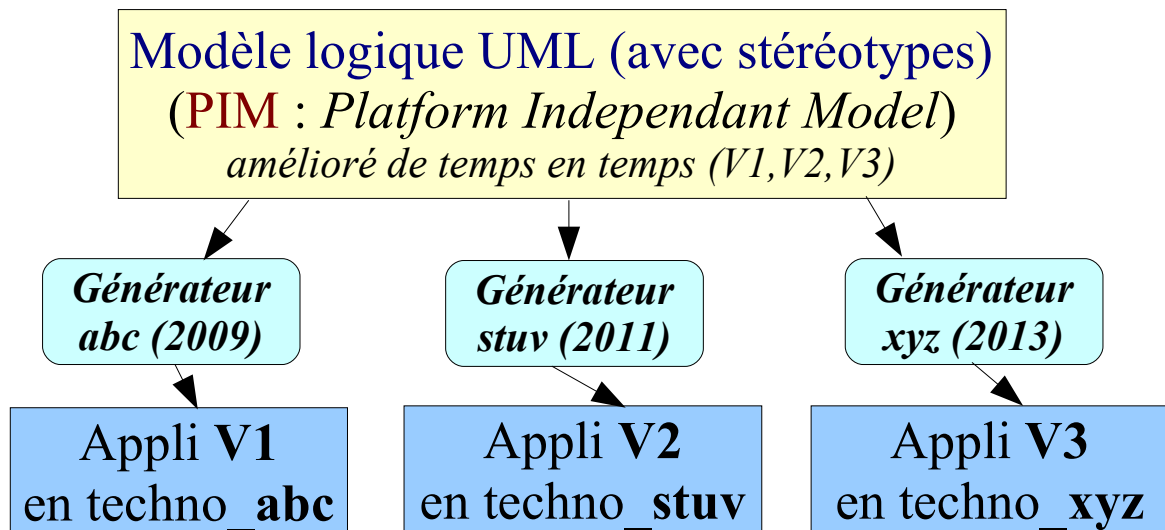 Modèle logique UML (avec stéréotypes)
(PIM : Platform Independant Model)
amélioré de temps en temps (V1,V2,V3)
Générateur
abc (2009)
Générateur
stuv (2011)
Générateur
xyz (2013)
Appli V1
en techno_abc
Appli V2
en techno_stuv
Appli V3
en techno_xyz